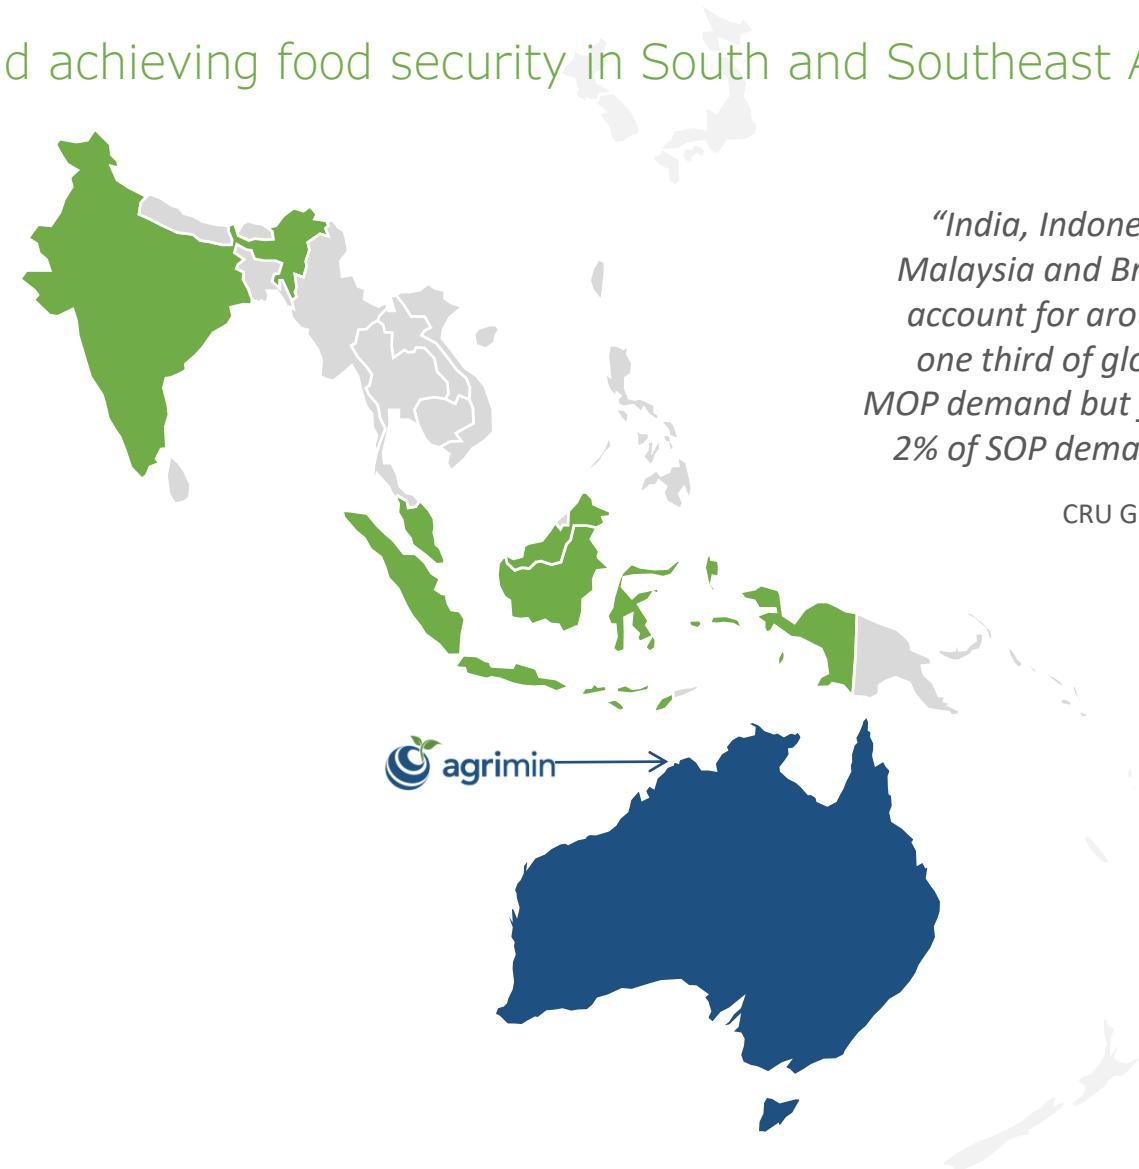 d achieving food security in South and Southeast A
“India, Indone
Malaysia and Br
account for aro
one third of glo
MOP demand but j
2% of SOP dema
CRU G
agrimin